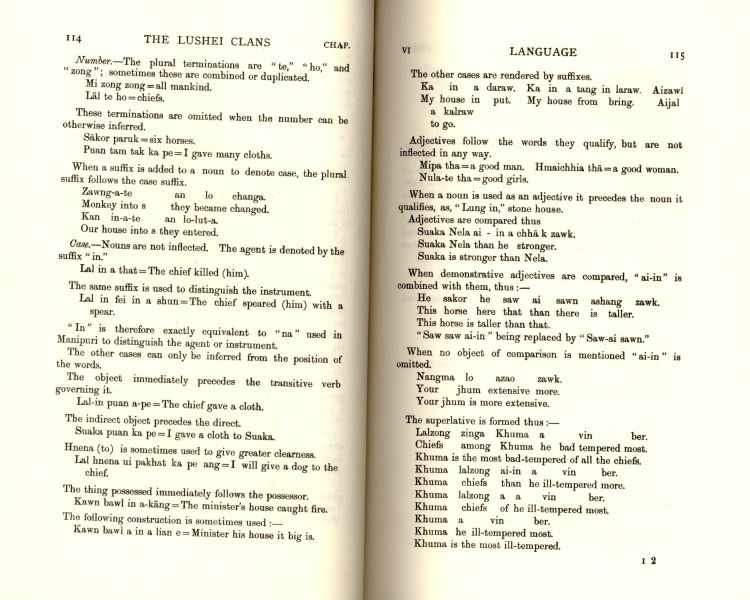 114 THE LUSHEI CLANS CHAP.
Number.—The plural terminations are "te," "ho," and
"zong"; sometimes these are combined or duplicated.
Mi zong zong=all mankind.
Lāl te ho=chiefs.
These terminations are omitted when the number can be
otherwise inferred.
Sākor paruk=six horses.
Puan tam tak ka pe=I gave many cloths.
When a suffix is added to a noun to denote case, the plural
suffix follows the case suffix.
Zawng-a-te an lo changa.
Monkey into s they became changed.
Kan in-a-te an lo-lut-a.
Our house into s they entered.
Case.—Nouns are not inflected. The agent is denoted by the
suffix "in."
Lal in a that=The chief killed (him).
The same suffix is used to distinguish the instrument.
Lal in fei in a shun=The chief speared (him) with a
spear.
"In" is therefore exactly equivalent to "na" used in
Manipuri to distinguish the agent or instrument.
The other cases can only be inferred from the position of
the words.
The object immediately precedes the transitive verb
governing it.
Lal-in puan a-pe=The chief gave a cloth.
The indirect object precedes the direct.
Suaka puan ka pe=I gave a cloth to Suaka.
Hnena (to) is sometimes used to give greater clearness.
Lal hnena ui pakhat ka pe ang=I will give a dog to the
chief.
The thing possessed immediately follows the possessor.
Kawn bawl in a-kāng=The minister's house caught fire.
The following construction is sometimes used :—
Kawn bawl a in a lian e=Minister his house it big is.
VI LANGUAGE 115
The other cases are rendered by suffixes.
Ka in a daraw. Ka in a tang in laraw. Aizawl
My house in put. My house from bring. Aijal
a kalraw
to go.
Adjectives follow the words they qualify, but are not
inflected in any way.
Mipa tha=a good man. Hmaichhia thā=a good woman.
Nula-te tha=good girls.
When a noun is used as an adjective it precedes the noun it
qualifies, as, "Lung in," stone house.
Adjectives are compared thus
Suaka Nela ai - in a chhā k zawk.
Suaka Nela than he stronger.
Suaka is stronger than Nela.
When demonstrative adjectives are compared, "ai-in" is
combined with them, thus :—
He sakor he saw ai sawn ashang zawk.
This horse here that than there is taller.
This horse is taller than that.
"Saw saw ai-in" being replaced by "Saw-ai sawn."
When no object of comparison is mentioned "ai-in" is
omitted.
Nangma lo azao zawk.
Your jhum extensive more.
Your jhum is more extensive.
The superlative is formed thus :—
Lalzong zinga Khuma a vin ber.
Chiefs among Khuma he bad tempered most.
Khuma is the most bad-tempered of all the chiefs.
Khuma lalzong ai-in a vin ber.
Khuma chiefs than he ill-tempered more.
Khuma lalzong a a vin ber.
Khuma chiefs of he ill-tempered most.
Khuma a vin ber.
Khuma he ill-tempered most.
Khuma is the most ill-tempered.
I 2